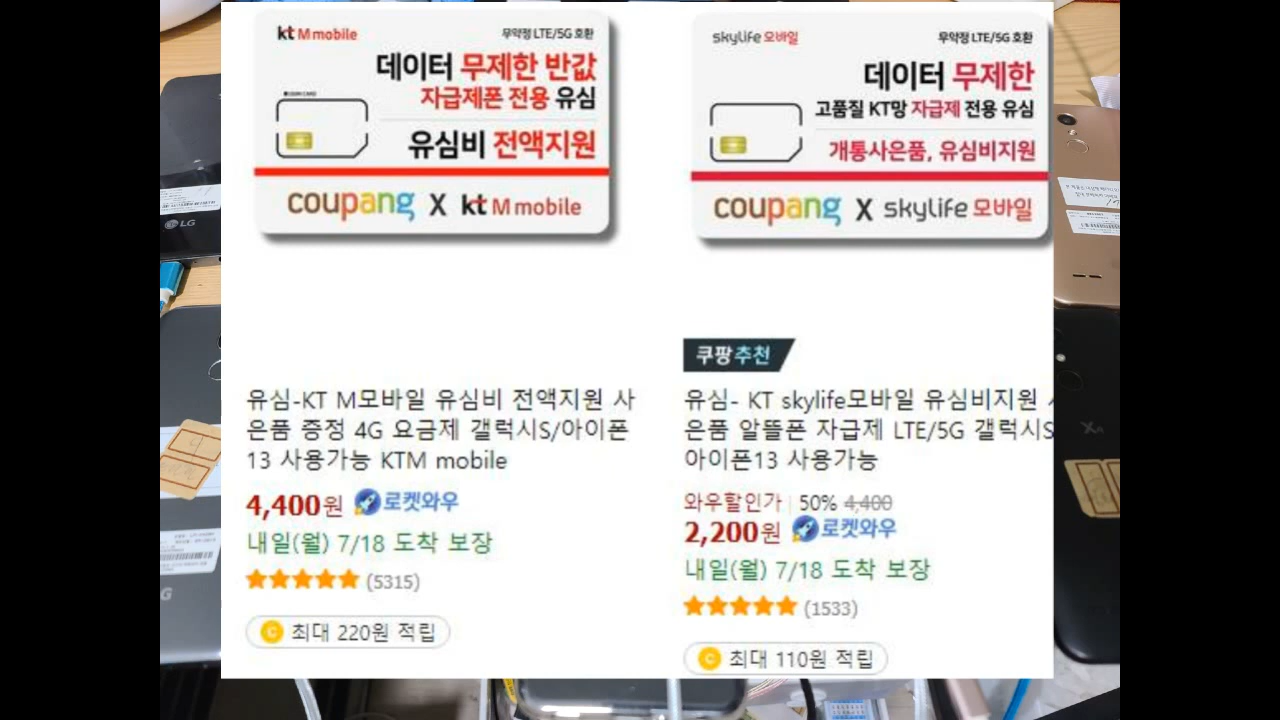 kt M mobile
무약정 LTE/5G 호환
데이터 무제한 반값
자급제폰 전용 유심
유심비 전액지원
coupang X kt M mobile
유심-KT M모바일 유심비 전액지원 사
은품 증정 4G 요금제 갤럭시S/아이폰
13 사용가능 KTM mobile
4,400원 로켓와우
내일(월) 7/18 도착 보장
(5315)
최대 220원 적립
skylife 모바일
무약정 LTE/5G 호환
데이터 무제한
고품질 KT망 자급제 전용 유심
개통사은품, 유심비지원
coupang X skylife 모바일
쿠팡추천
유심- KT skylife모바일 유심비지원
은품 알뜰폰 자급제 LTE/5G 갤럭시S
아이폰13 사용가능
와우할인가 50% 4,400
2,200원 로켓와우
내일(월) 7/18 도착 보장
(1533)
최대 110원 적립
LG